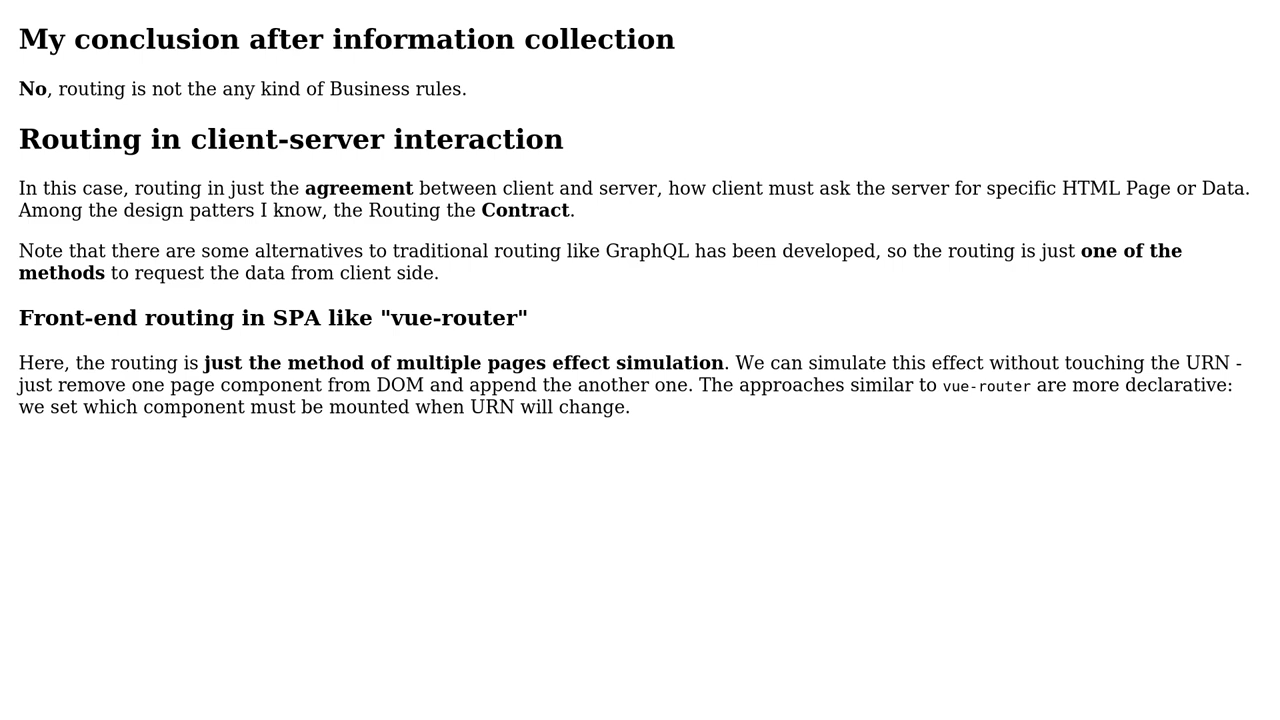 My conclusion after information collection
No, routing is not the any kind of Business rules.
Routing in client-server interaction
In this case, routing in just the agreement between client and server, how client must ask the server for specific HTML Page or Data.
Among the design patters I know, the Routing the Contract.
Note that there are some alternatives to traditional routing like GraphQL has been developed, so the routing is just one of the
methods to request the data from client side.
Front-end routing in SPA like "vue-router"
Here, the routing is just the method of multiple pages effect simulation. We can simulate this effect without touching the URN -
just remove one page component from DOM and append the another one. The approaches similar to vue-router are more declarative:
we set which component must be mounted when URN will change.